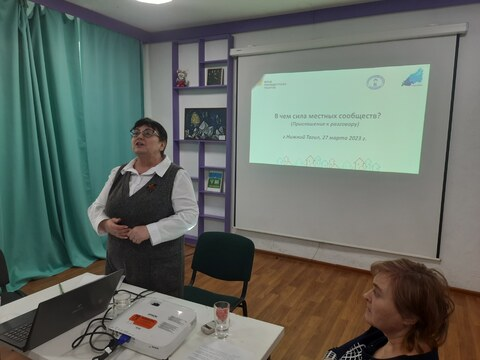 В чем сила местных сообществ?
(Приглашение к разговору)
г. Нижний Тагил, 27 марта 2023 г.